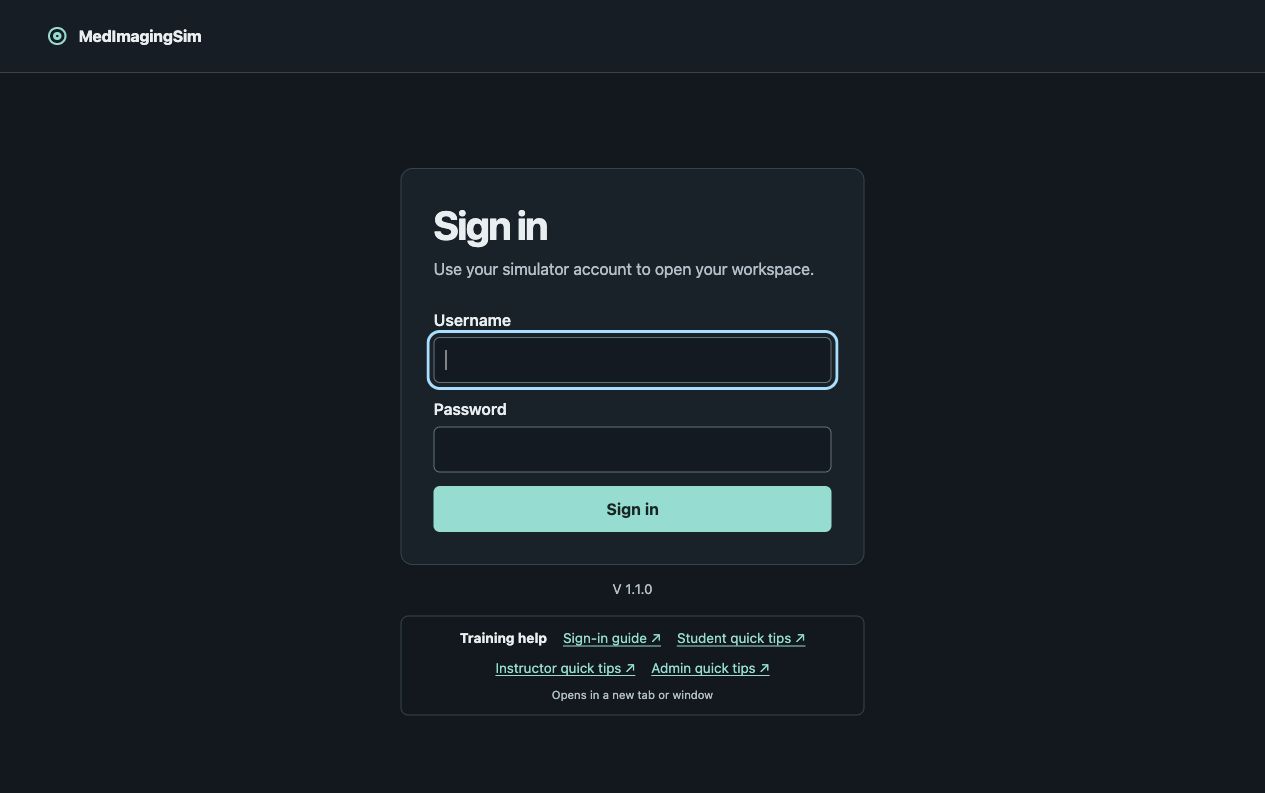 MedImagingSim
Sign in
Use your simulator account to open your workspace.
Username
Password
Sign in
V 1.1.0
Training help Sign-in guide ↗ Student quick tips ↗
Instructor quick tips ↗ Admin quick tips ↗
Opens in a new tab or window